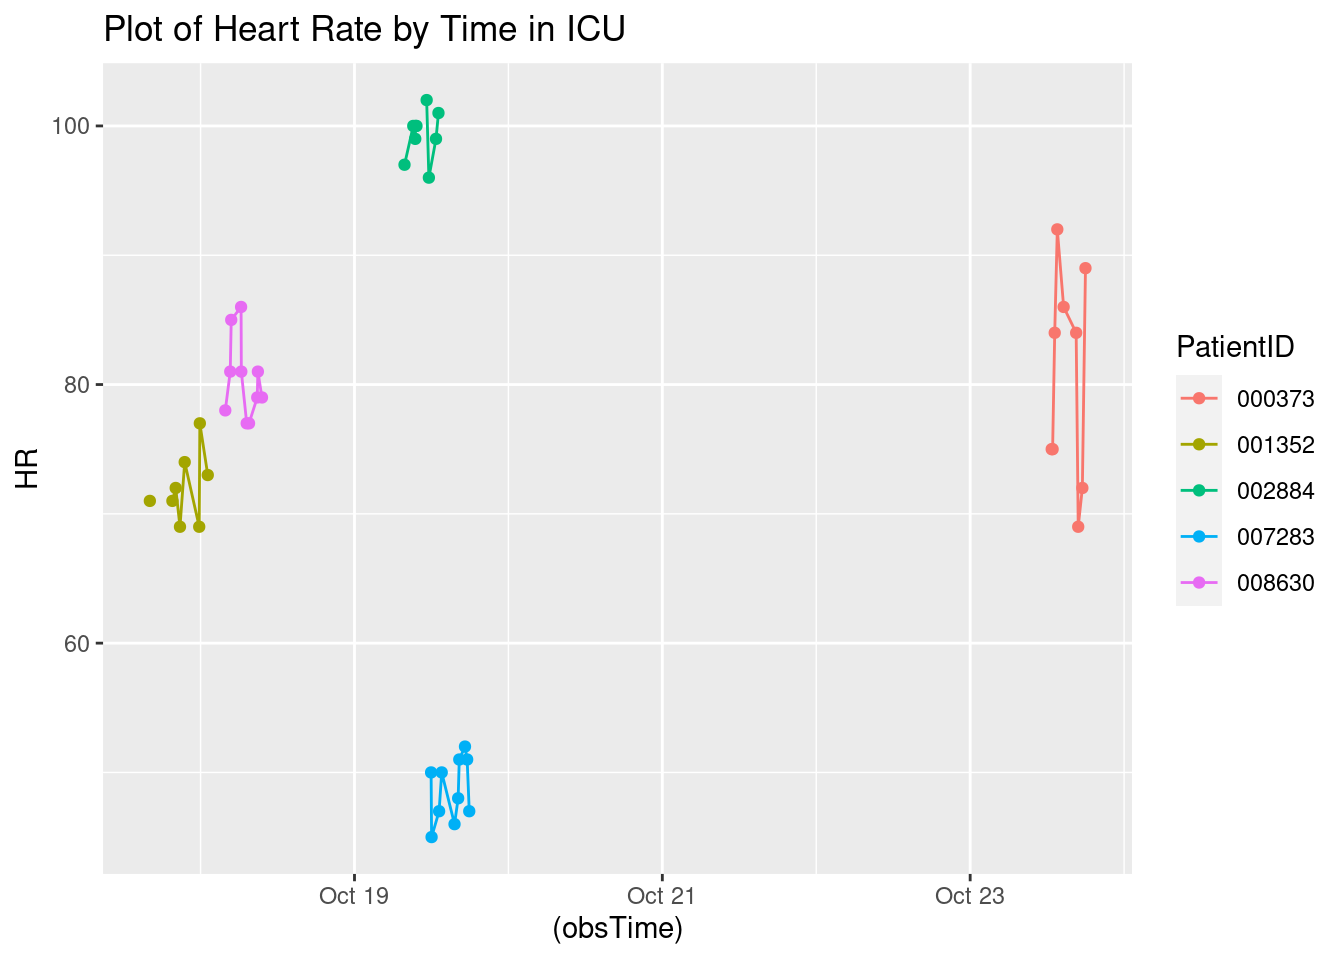 Plot of Heart Rate by Time in ICU
100
80
60
HR
Oct 19
Oct 21
Oct 23
(obsTime)
PatientID
000373
001352
002884
007283
008630